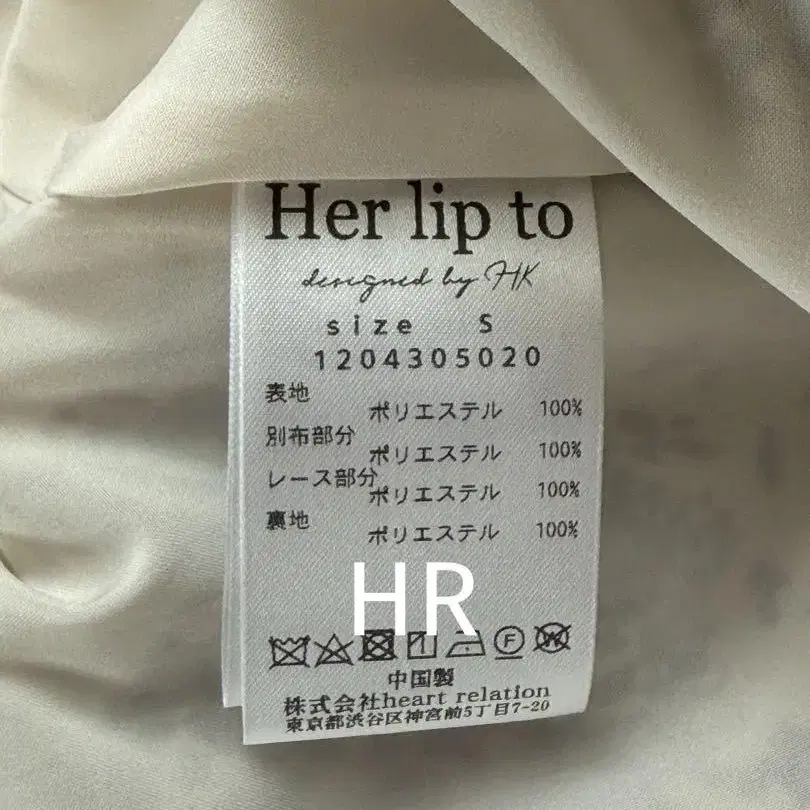 Her lip to
designed by HK
size S
1204305020
表地
ポリエステル 100%
別布部分
ポリエステル 100%
レース部分
ポリエステル 100%
裏地
ポリエステル 100%
HR
F W
中国製
株式会社heart relation
東京都渋谷区神宮前5丁目7-20